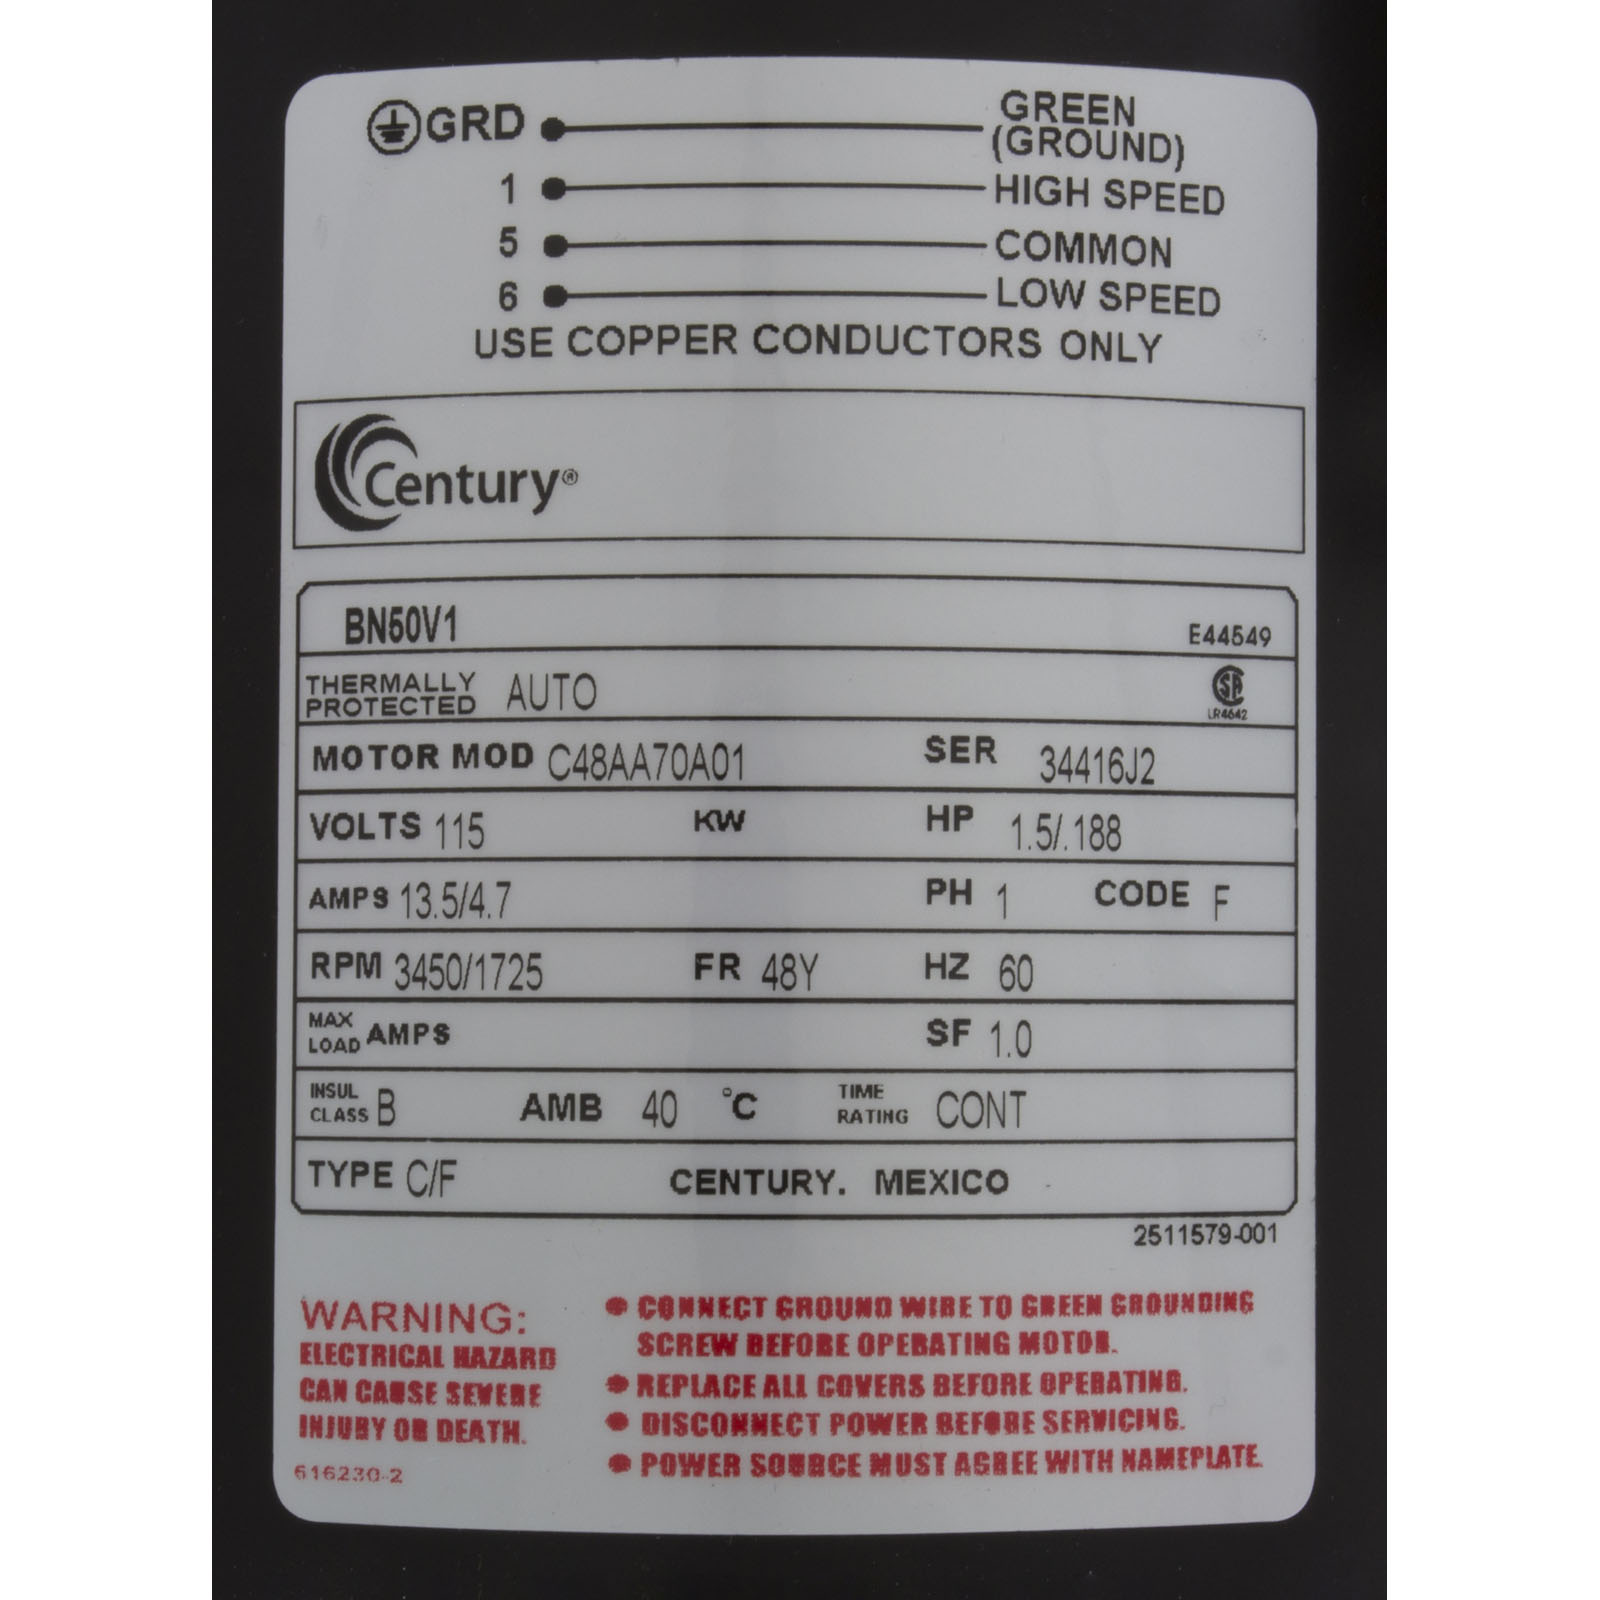 GRD GREEN
(GROUND)
1 HIGH SPEED
5 COMMON
6 LOW SPEED
USE COPPER CONDUCTORS ONLY
Century®
BN50V1 E44549
THERMALLY PROTECTED AUTO SA
LR4642
MOTOR MOD C48AA70A01 SER 34416J2
VOLTS 115 KW HP 1.5/.188
AMPS 13.5/4.7 PH 1 CODE F
RPM 3450/1725 FR 48Y HZ 60
MAX LOAD AMPS SF 1.0
INSUL CLASS B AMB 40 °C TIME RATING CONT
TYPE C/F CENTURY. MEXICO
2511579-001
WARNING:
ELECTRICAL HAZARD
CAN CAUSE SEVERE
INJURY OR DEATH.
616230-2
• CONNECT GROUND WIRE TO GREEN GROUNDING
SCREW BEFORE OPERATING MOTOR.
• REPLACE ALL COVERS BEFORE OPERATING.
• DISCONNECT POWER BEFORE SERVICING.
• POWER SOURCE MUST AGREE WITH NAMEPLATE.